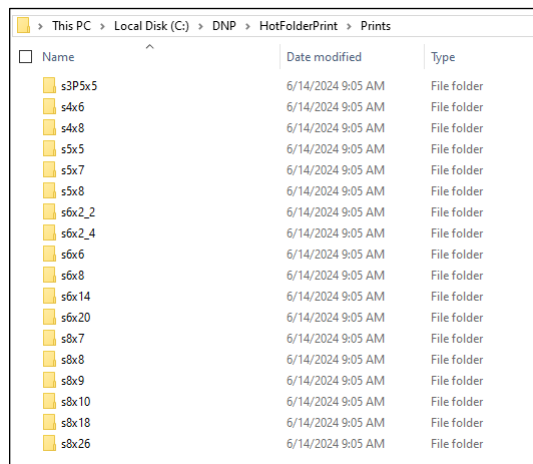 > This PC > Local Disk (C:) > DNP > HotFolderPrint > Prints
Name Date modified Type
s3P5x5 6/14/2024 9:05 AM File folder
s4x6 6/14/2024 9:05 AM File folder
s4x8 6/14/2024 9:05 AM File folder
s5x5 6/14/2024 9:05 AM File folder
s5x7 6/14/2024 9:05 AM File folder
s5x8 6/14/2024 9:05 AM File folder
s6x2_2 6/14/2024 9:05 AM File folder
s6x2_4 6/14/2024 9:05 AM File folder
s6x6 6/14/2024 9:05 AM File folder
s6x8 6/14/2024 9:05 AM File folder
s6x14 6/14/2024 9:05 AM File folder
s6x20 6/14/2024 9:05 AM File folder
s8x7 6/14/2024 9:05 AM File folder
s8x8 6/14/2024 9:05 AM File folder
s8x9 6/14/2024 9:05 AM File folder
s8x10 6/14/2024 9:05 AM File folder
s8x18 6/14/2024 9:05 AM File folder
s8x26 6/14/2024 9:05 AM File folder